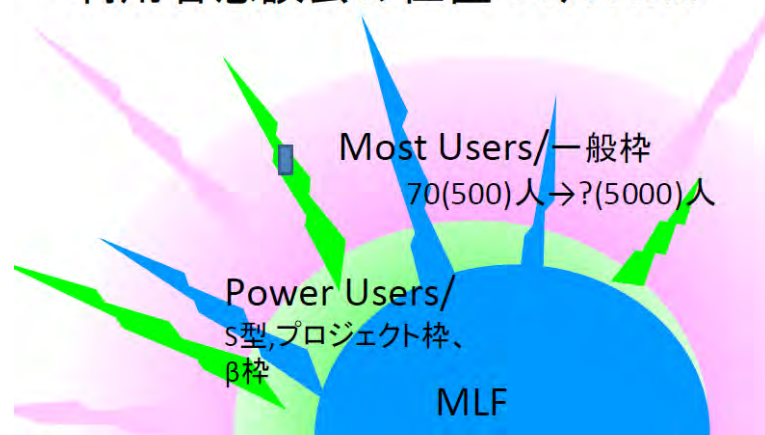 Most Users/一般枠
70(500)人→?(5000)人
Power Users/
S型,プロジェクト枠、
β枠
MLF